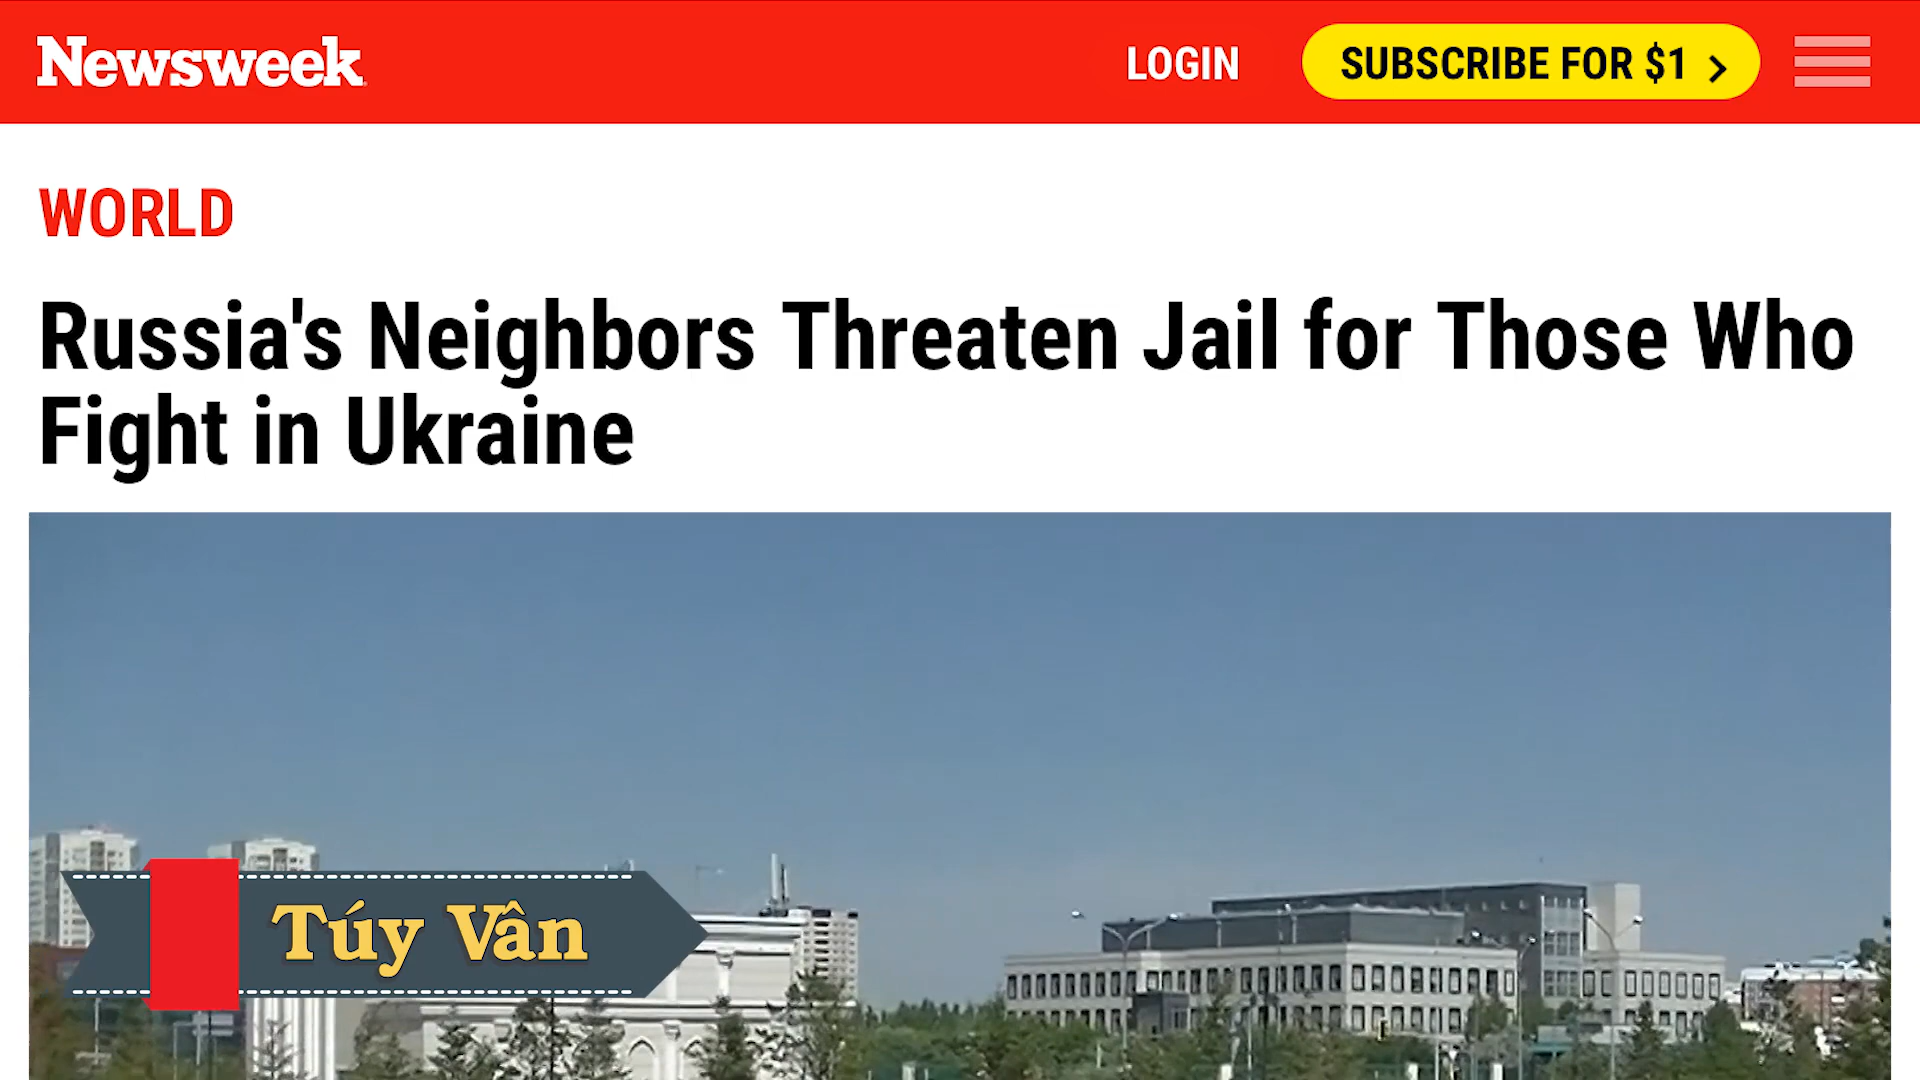 Newsweek
LOGIN
SUBSCRIBE FOR $1
WORLD
Russia's Neighbors Threaten Jail for Those Who
Fight in Ukraine
Túy Vân